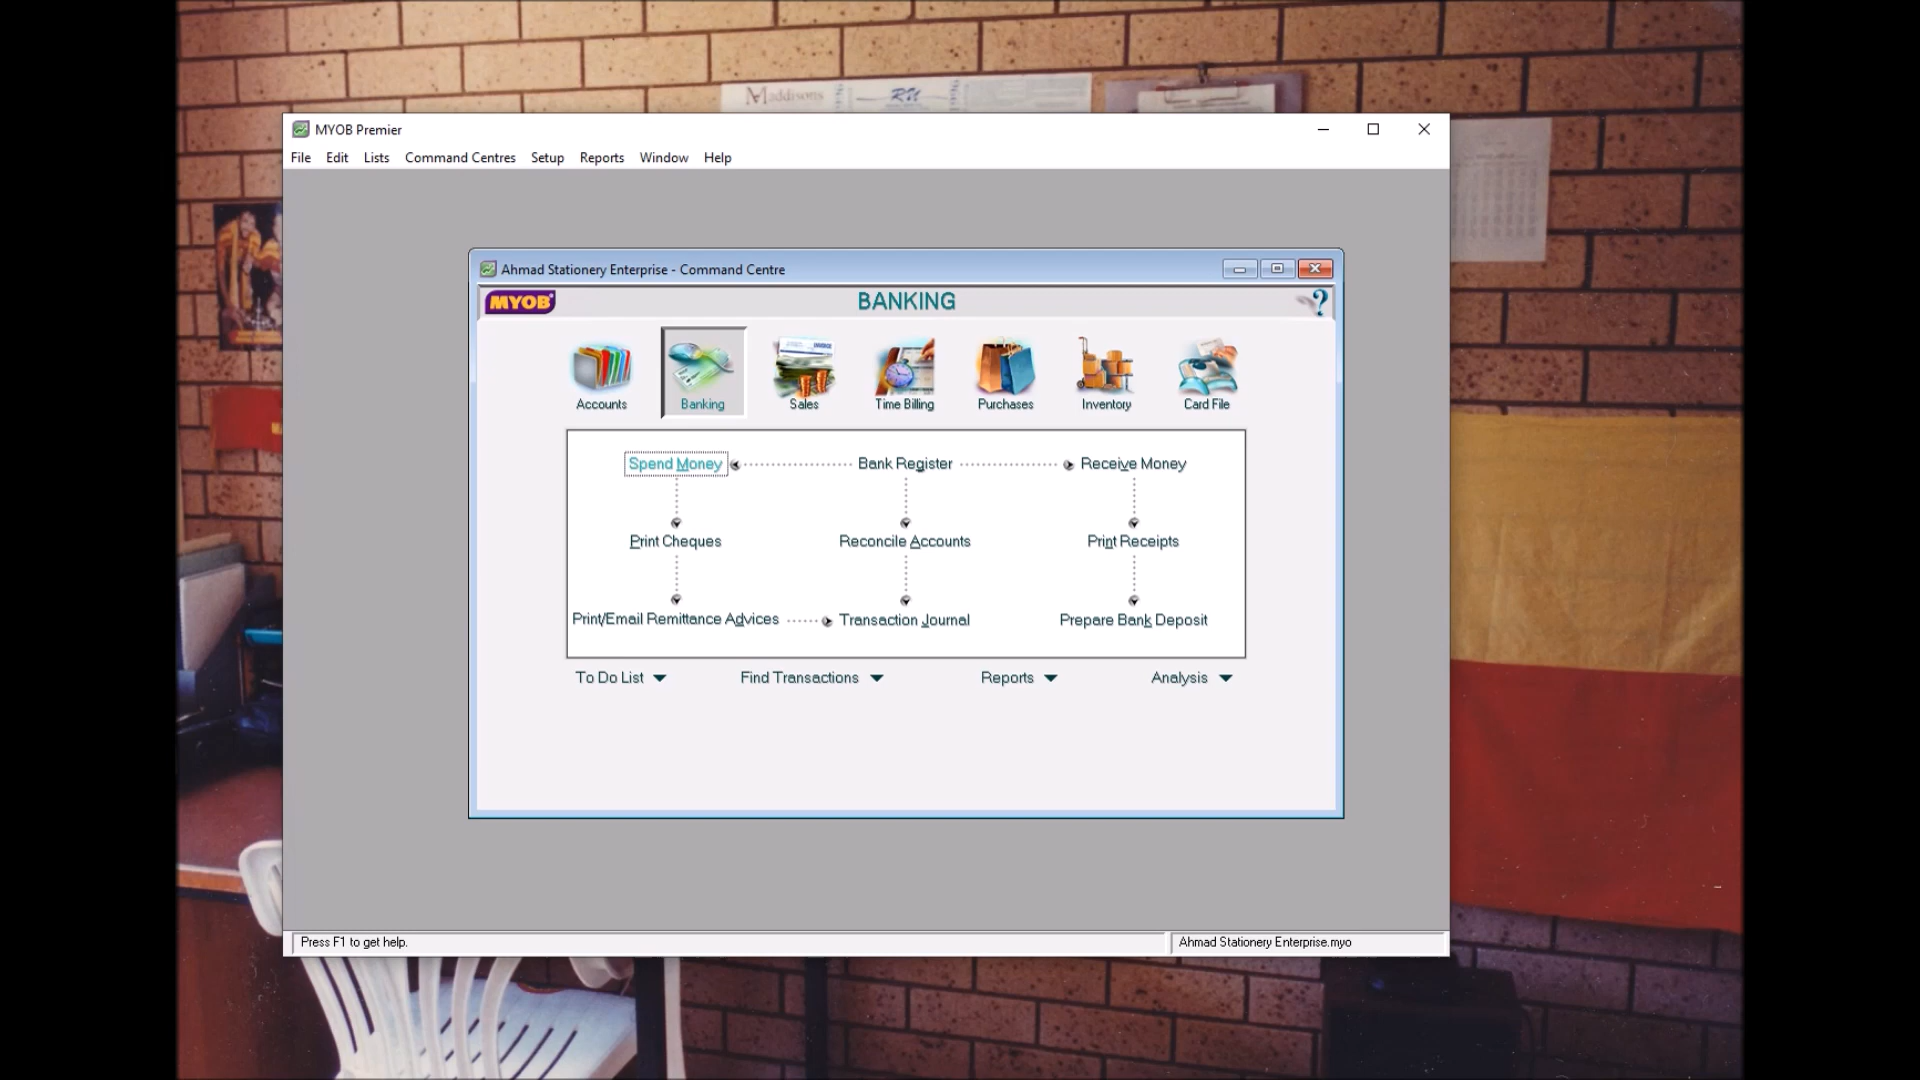 Maddisons
RU
MYOB Premier
File Edit Lists Command Centres Setup Reports Window Help
Ahmad Stationery Enterprise - Command Centre
MYOB
BANKING
?
Accounts Banking Sales Time Billing Purchases Inventory Card File
Spend Money Bank Register Receive Money
Print Cheques Reconcile Accounts Print Receipts
Print/Email Remittance Advices Transaction Journal Prepare Bank Deposit
To Do List Find Transactions Reports Analysis
Press F1 to get help. Ahmad Stationery Enterprise.myo